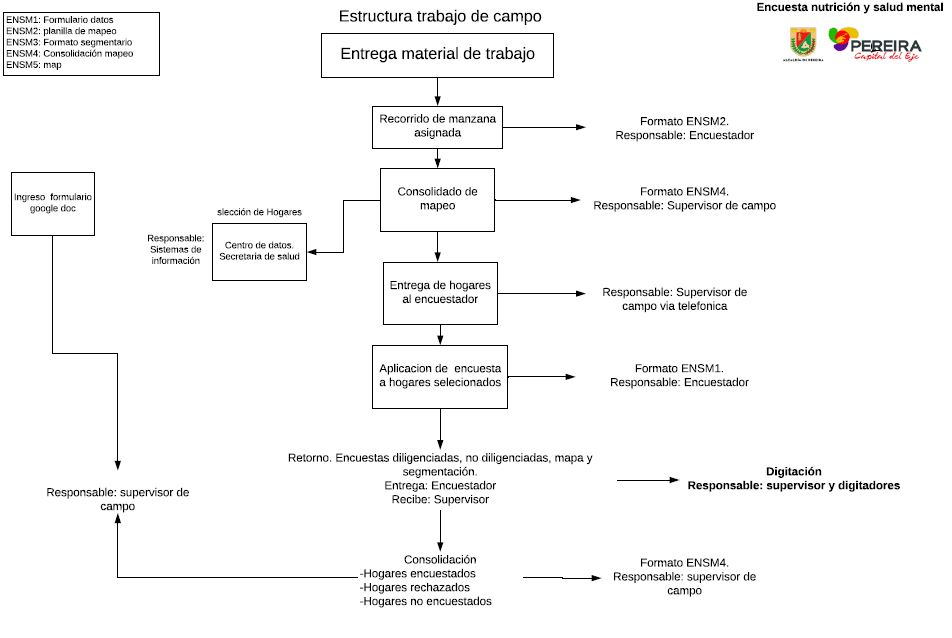 Encuesta nutrición y salud mental
ENSM1: Formulario datos
ENSM2: planilla de mapeo
ENSM3: Formato segmentario
ENSM4: Consolidación mapeo
ENSM5: map
Estructura trabajo de campo
ALCALDÍA DE PEREIRA
PEREIRA
Capital del Eje
Entrega material de trabajo
Recorrido de manzana
asignada
Formato ENSM2.
Responsable: Encuestador
Ingreso formulario
google doc
Consolidado de
mapeo
Formato ENSM4.
Responsable: Supervisor de campo
slección de Hogares
Responsable:
Sistemas de
información
Centro de datos.
Secretaria de salud
Entrega de hogares
al encuestador
Responsable: Supervisor de
campo via telefonica
Aplicacion de encuesta
a hogares selecionados
Formato ENSM1.
Responsable: Encuestador
Retorno. Encuestas diligenciadas, no diligenciadas, mapa y
segmentación.
Entrega: Encuestador
Recibe: Supervisor
Digitación
Responsable: supervisor y digitadores
Responsable: supervisor de
campo
Consolidación
-Hogares encuestados
-Hogares rechazados
-Hogares no encuestados
Formato ENSM4.
Responsable: supervisor de
campo